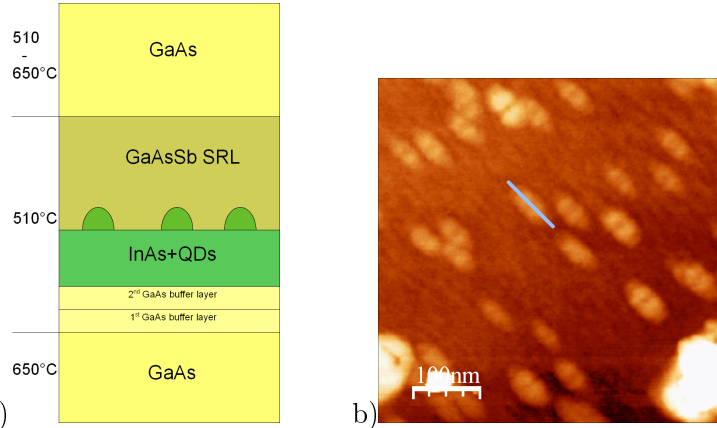 510
-
650°C
GaAs
GaAsSb SRL
510°C
InAs+QDs
2nd GaAs buffer layer
1st GaAs buffer layer
650°C
GaAs
)
b)
100nm